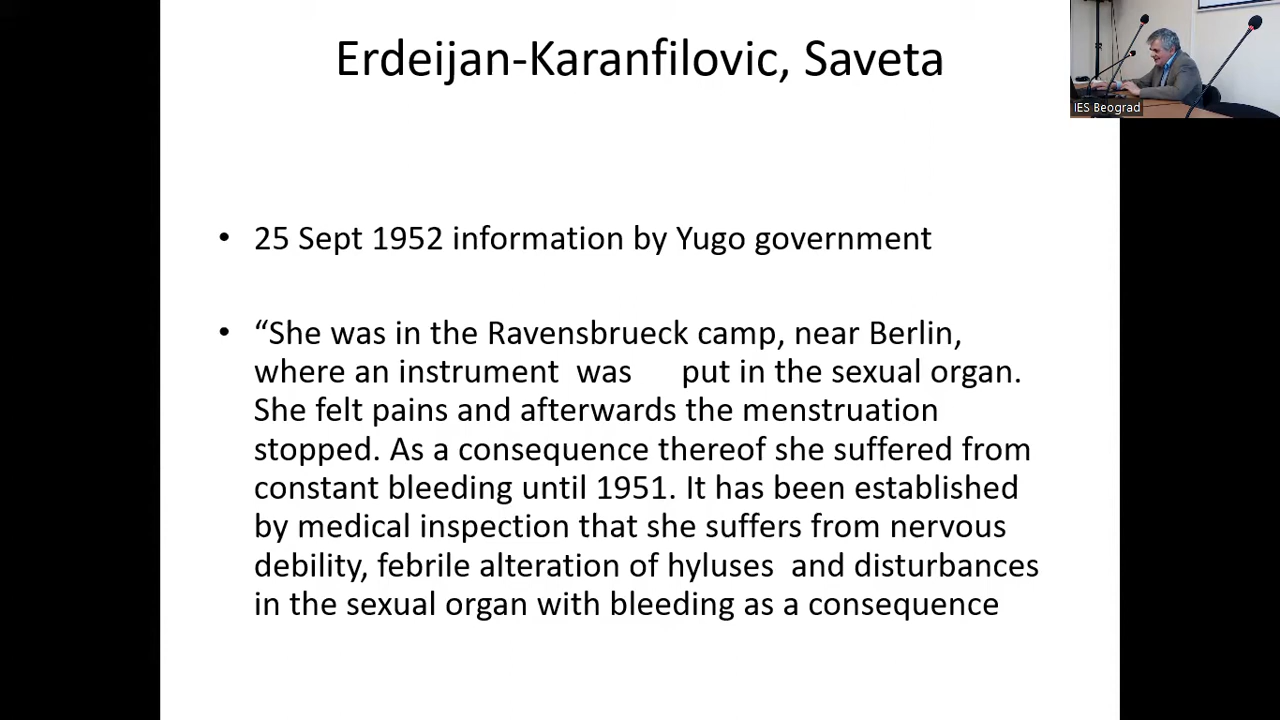 Erdeijan-Karanfilovic, Saveta
IES Beograd
• 25 Sept 1952 information by Yugo government
• “She was in the Ravensbrueck camp, near Berlin,
where an instrument was put in the sexual organ.
She felt pains and afterwards the menstruation
stopped. As a consequence thereof she suffered from
constant bleeding until 1951. It has been established
by medical inspection that she suffers from nervous
debility, febrile alteration of hyluses and disturbances
in the sexual organ with bleeding as a consequence